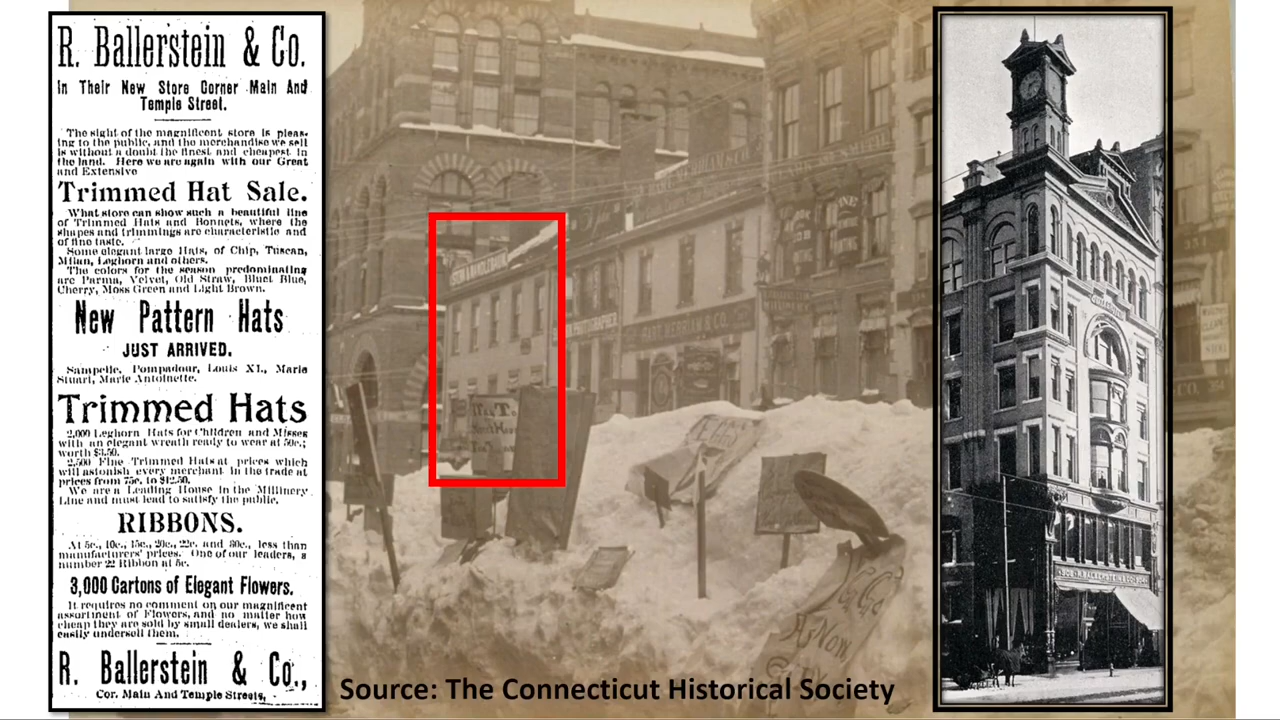 R. Ballerstein & Co.
In Their New Store Corner Main And
Temple Street.
The sight of the magnificent store is pleas-
ing to the public, and the merchandise we sell
is without a doubt the finest and cheapest in
the land. Here we are again with our Great
and Extensive
Trimmed Hat Sale.
What store can show such a beautiful line
of Trimmed Hats and Bonnets, where the
shapes and trimmings are characteristic and
of fine taste.
Some elegant large Hats, of Chip, Tuscan,
Milan, Leghorn and others.
The colors for the season predominating
are Parma, Velvet, Old Straw, Bluet Blue,
Cherry, Moss Green and Light Brown.
New Pattern Hats
JUST ARRIVED.
Sampelle, Pompadour, Louis XI., Marie
Stuart, Marie Antoinette.
Trimmed Hats
2,000 Leghorn Hats for Children and Misses
with an elegant wreath ready to wear at 50c.;
worth $3.50.
2,500 Fine Trimmed Hats at prices which
will astonish every merchant in the trade at
prices from 75c. to $12.50.
We are a Leading House in the Millinery
Line and must lead to satisfy the public.
RIBBONS.
At 5c., 10c., 15c., 20c., 22c. and 30c., less than
manufacturers' prices. One of our leaders, a
number 22 Ribbon at 5c.
3,000 Cartons of Elegant Flowers.
It requires no comment on our magnificent
assortment of Flowers, and no matter how
cheap they are sold by small dealers, we shall
easily undersell them.
R. Ballerstein & Co.,
Cor. Main And Temple Streets,
PHOTOGRAPHER
GART MERRIAM & CO.
Source: The Connecticut Historical Society
R. BALLERSTEIN & CO.